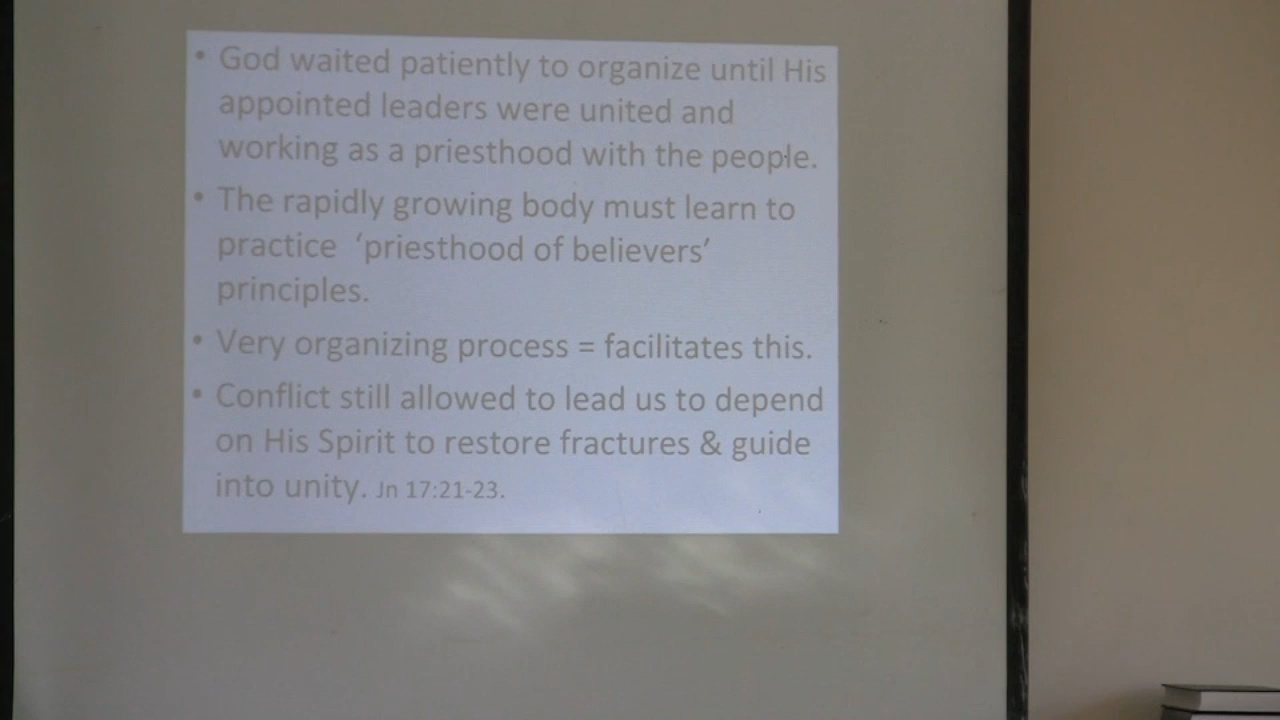 • God waited patiently to organize until His
appointed leaders were united and
working as a priesthood with the people.
• The rapidly growing body must learn to
practice ‘priesthood of believers’
principles.
• Very organizing process = facilitates this.
• Conflict still allowed to lead us to depend
on His Spirit to restore fractures & guide
into unity. Jn 17:21-23.